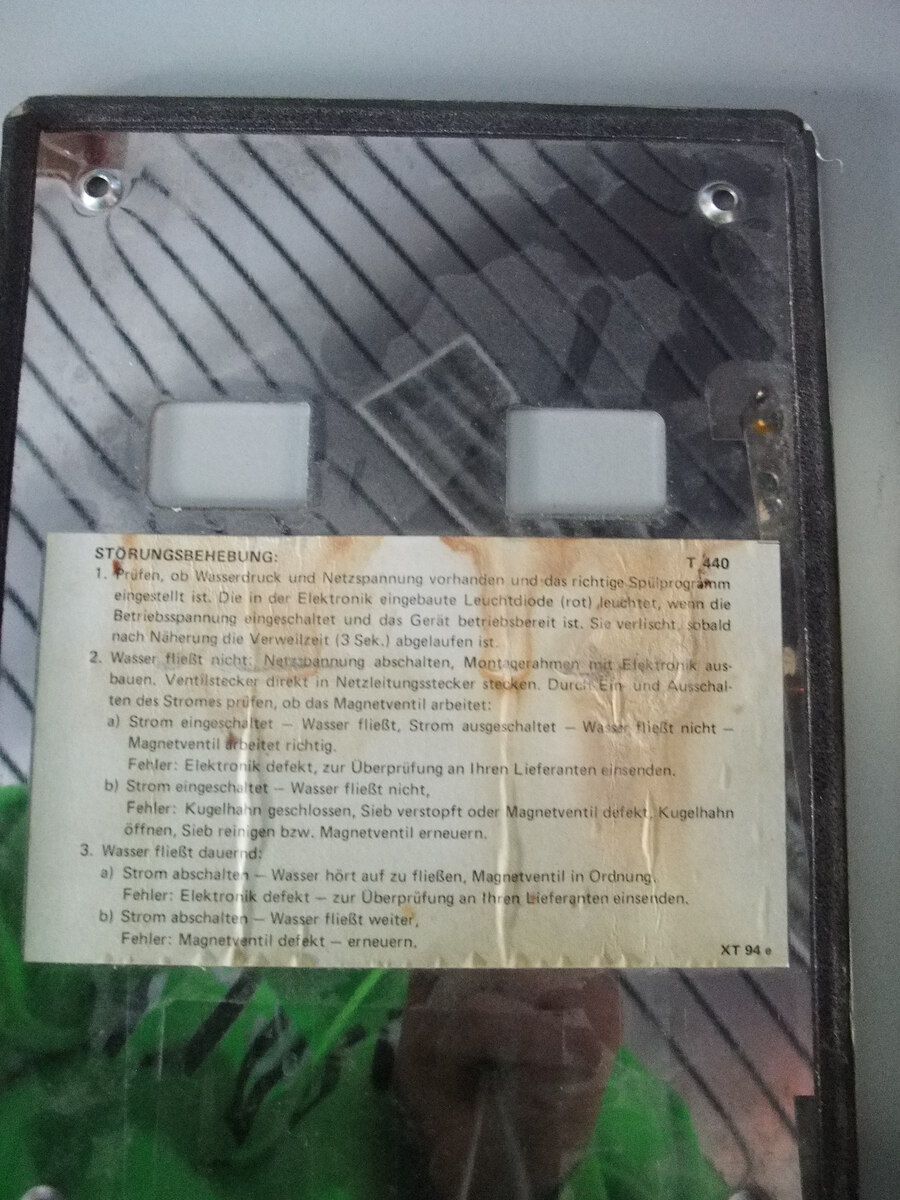 STÖRUNGSBEHEBUNG:
T 440
1. Prüfen, ob Wasserdruck und Netzspannung vorhanden und das richtige Spülprogramm
eingestellt ist. Die in der Elektronik eingebaute Leuchtdiode (rot) leuchtet, wenn die
Betriebsspannung eingeschaltet und das Gerät betriebsbereit ist. Sie verlischt, sobald
nach Näherung die Verweilzeit (3 Sek.) abgelaufen ist.
2. Wasser fließt nicht: Netzspannung abschalten, Montagerahmen mit Elektronik aus-
bauen. Ventilstecker direkt in Netzleitungsstecker stecken. Durch Ein- und Ausschal-
ten des Stromes prüfen, ob das Magnetventil arbeitet:
a) Strom eingeschaltet – Wasser fließt, Strom ausgeschaltet – Wasser fließt nicht –
Magnetventil arbeitet richtig.
Fehler: Elektronik defekt, zur Überprüfung an Ihren Lieferanten einsenden.
b) Strom eingeschaltet – Wasser fließt nicht,
Fehler: Kugelhahn geschlossen, Sieb verstopft oder Magnetventil defekt, Kugelhahn
öffnen, Sieb reinigen bzw. Magnetventil erneuern.
3. Wasser fließt dauernd:
a) Strom abschalten – Wasser hört auf zu fließen, Magnetventil in Ordnung.
Fehler: Elektronik defekt – zur Überprüfung an Ihren Lieferanten einsenden.
b) Strom abschalten – Wasser fließt weiter,
Fehler: Magnetventil defekt – erneuern.
XT 94 e